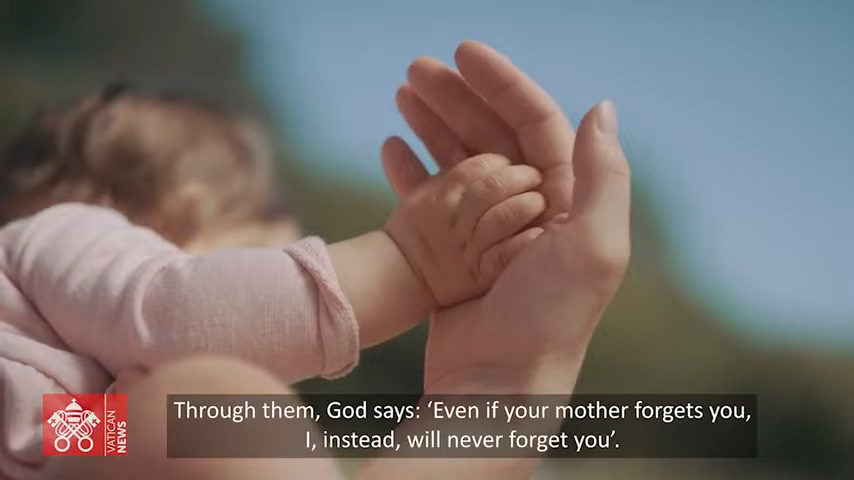 Through them, God says: ‘Even if your mother forgets you,
I, instead, will never forget you’.
VATICAN
NEWS